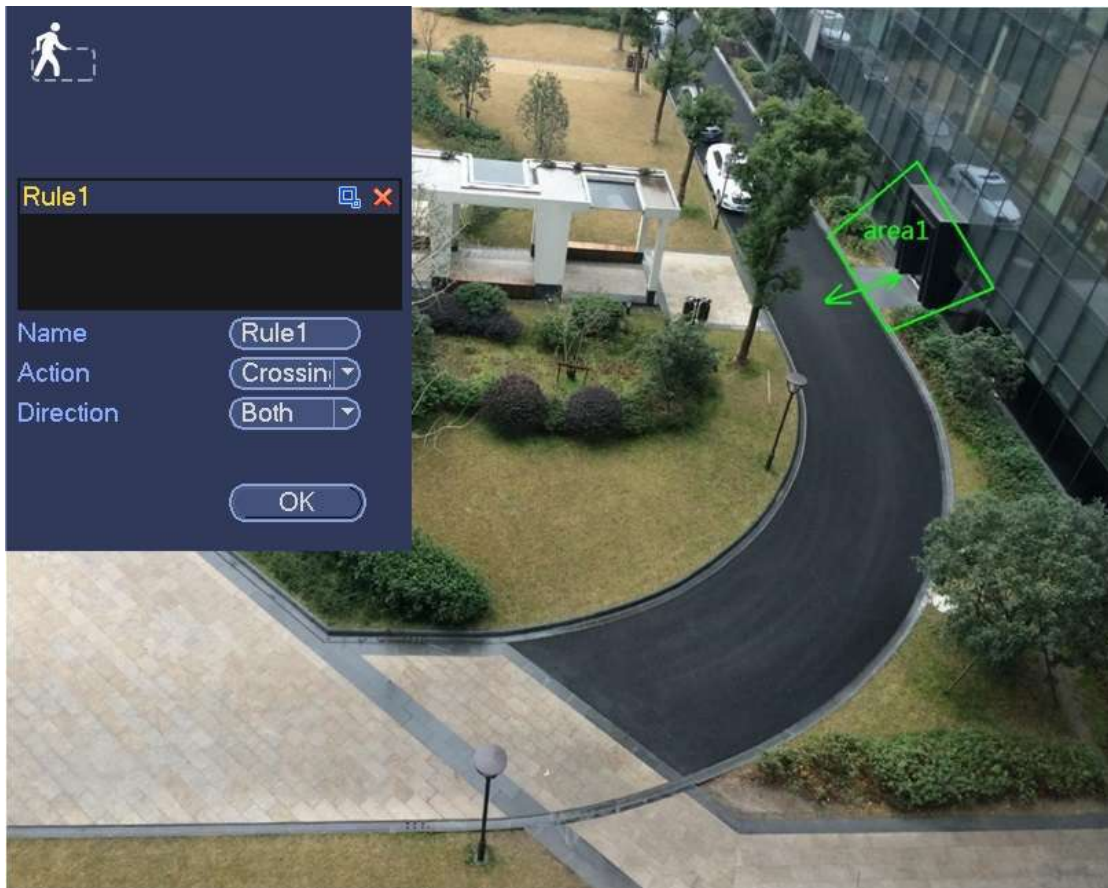 Rule1
Name
Rule1
Action
Crossin
Direction
Both
OK
area1